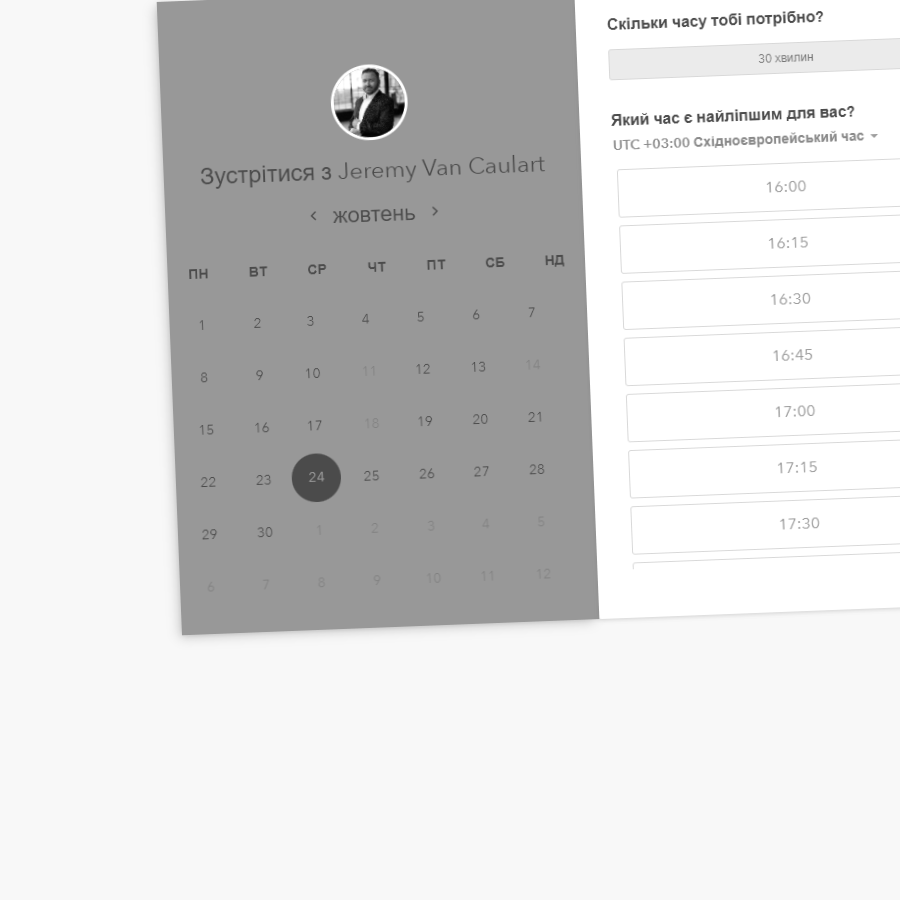 Зустрітися з Jeremy Van Caulart
жовтень
ПН ВТ СР ЧТ ПТ СБ НД
1 2 3 4 5 6 7
8 9 10 11 12 13 14
15 16 17 18 19 20 21
22 23 24 25 26 27 28
29 30 1 2 3 4 5
6 7 8 9 10 11 12
Скільки часу тобі потрібно?
30 хвилин
Який час є найліпшим для вас?
UTC +03:00 Східноєвропейський час
16:00
16:15
16:30
16:45
17:00
17:15
17:30